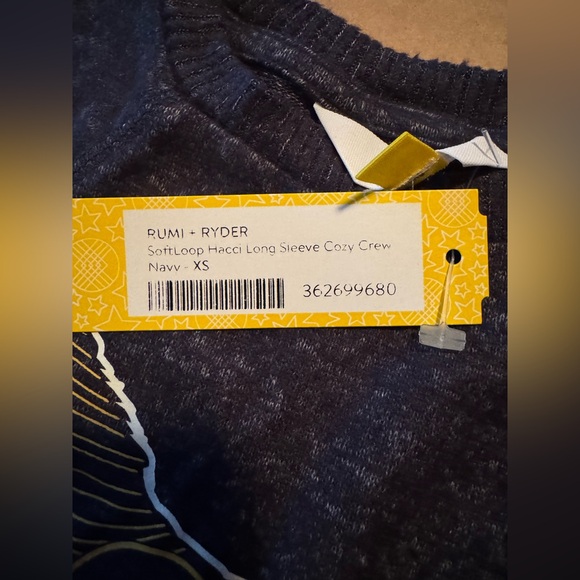 RUMI + RYDER
SoftLoop Hacci Long Sleeve Cozy Crew
Navy - XS
362699680